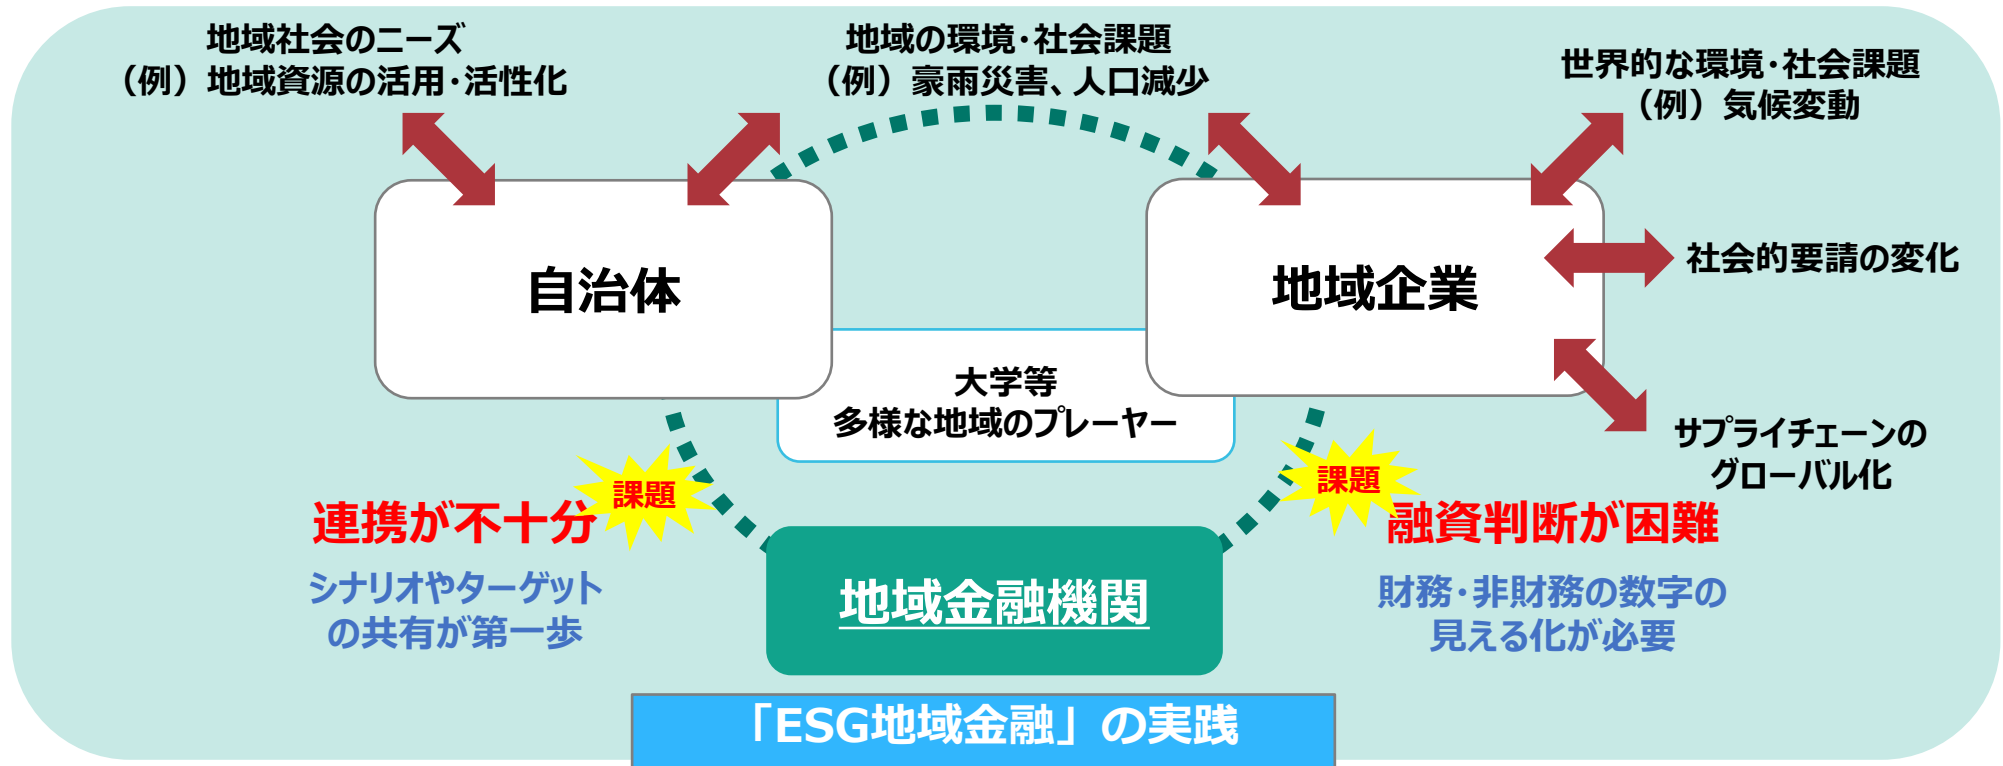 地域社会のニーズ
（例）地域資源の活用・活性化
地域の環境・社会課題
（例）豪雨災害、人口減少
世界的な環境・社会課題
（例）気候変動
自治体
地域企業
社会的要請の変化
大学等
多様な地域のプレーヤー
サプライチェーンの
グローバル化
課題
連携が不十分
シナリオやターゲット
の共有が第一歩
課題
融資判断が困難
財務・非財務の数字の
見える化が必要
地域金融機関
「ESG地域金融」の実践